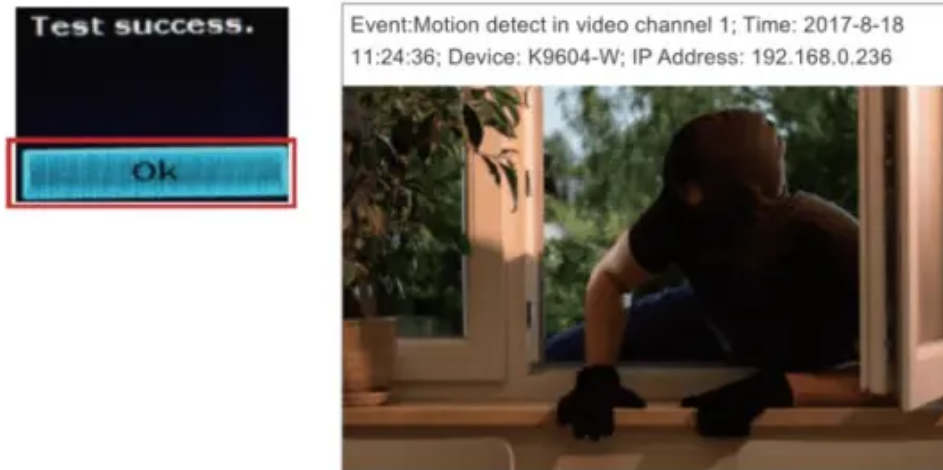 Test success.
Ok
Event:Motion detect in video channel 1; Time: 2017-8-18
11:24:36; Device: K9604-W; IP Address: 192.168.0.236